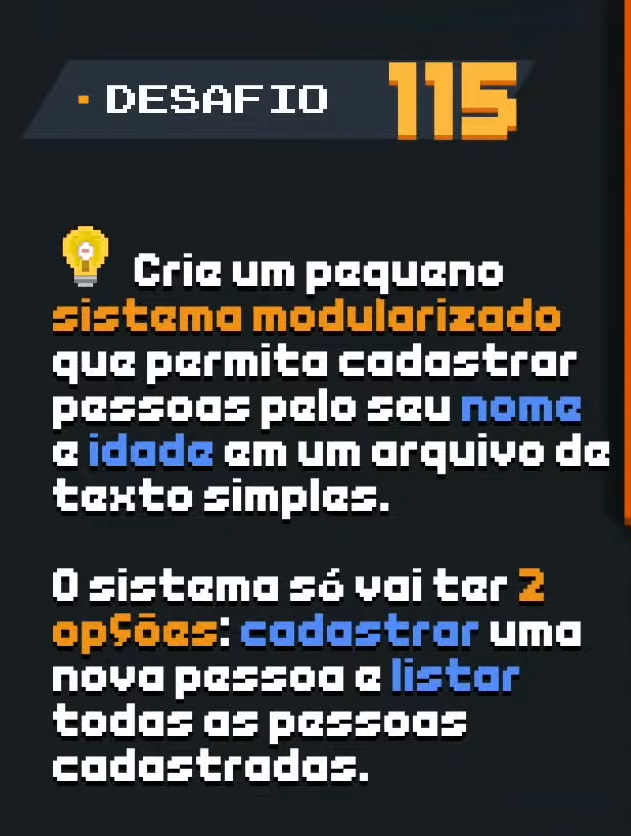 DESAFIO 115
Crie um pequeno
sistema modularizado
que permita cadastrar
pessoas pelo seu nome
e idade em um arquivo de
texto simples.
O sistema só vai ter 2
opções: cadastrar uma
nova pessoa e listar
todas as pessoas
cadastradas.